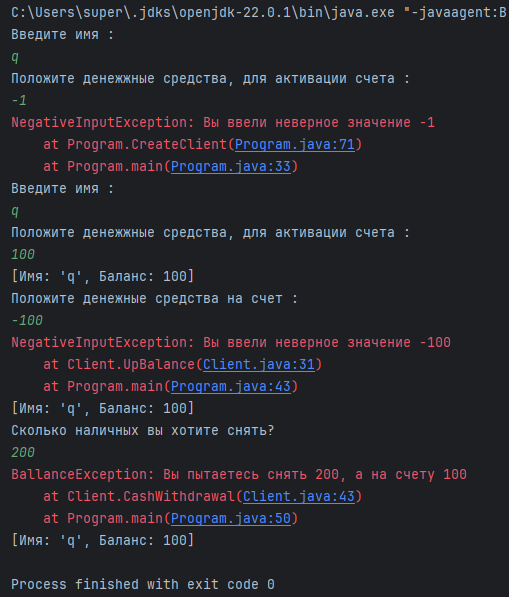 C:\Users\super\.jdks\openjdk-22.0.1\bin\java.exe "-javaagent:B
Введите имя :
q
Положите денежжные средства, для активации счета :
-1
NegativeInputException: Вы ввели неверное значение -1
at Program.CreateClient(Program.java:71)
at Program.main(Program.java:33)
Введите имя :
q
Положите денежжные средства, для активации счета :
100
[Имя: 'q', Баланс: 100]
Положите денежные средства на счет :
-100
NegativeInputException: Вы ввели неверное значение -100
at Client.UpBalance(Client.java:31)
at Program.main(Program.java:43)
[Имя: 'q', Баланс: 100]
Сколько наличных вы хотите снять?
200
BallanceException: Вы пытаетесь снять 200, а на счету 100
at Client.CashWithdrawal(Client.java:43)
at Program.main(Program.java:50)
[Имя: 'q', Баланс: 100]
Process finished with exit code 0